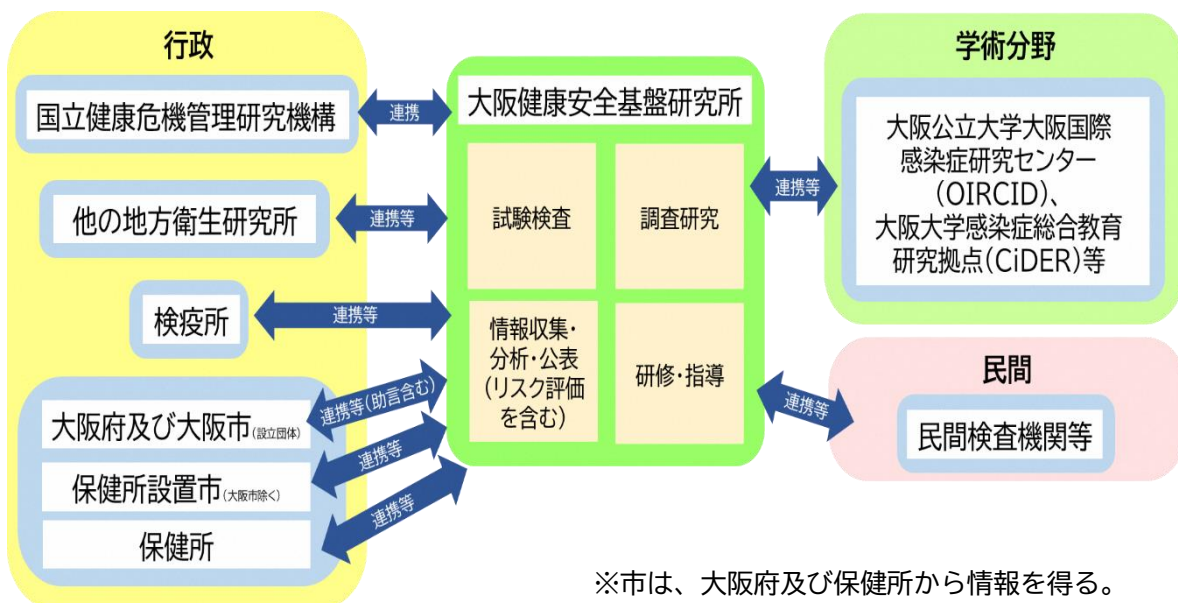 行政
国立健康危機管理研究機構
連携
他の地方衛生研究所
連携等
検疫所
連携等
大阪府及び大阪市(設立団体)
連携等(助言含む)
保健所設置市(大阪市除く)
連携等
保健所
連携等
大阪健康安全基盤研究所
試験検査
調査研究
情報収集・
分析・公表
(リスク評価
を含む)
研修・指導
連携等
学術分野
大阪公立大学大阪国際
感染症研究センター
(OIRCID)、
大阪大学感染症総合教育
研究拠点(CiDER)等
連携等
民間
民間検査機関等
※市は、大阪府及び保健所から情報を得る。